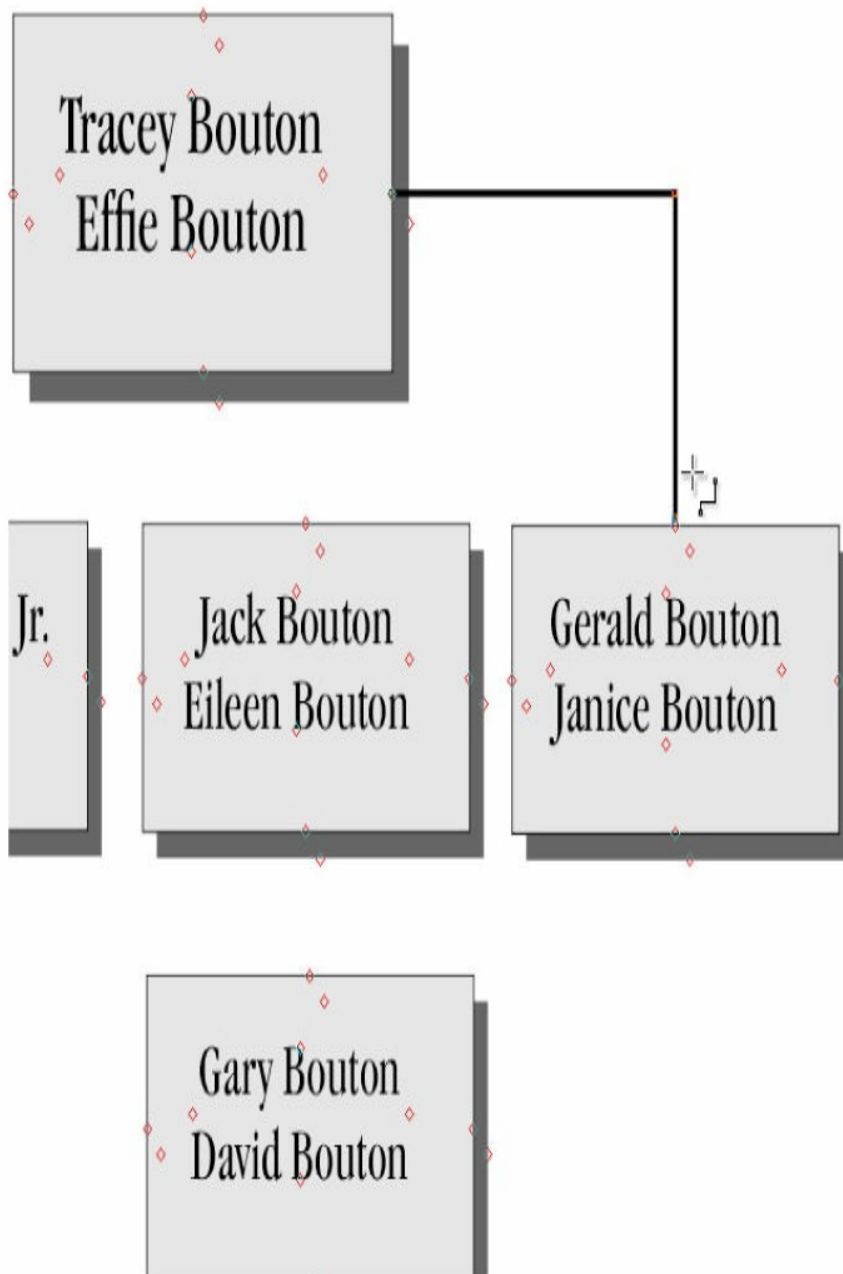 Tracey Bouton
Effie Bouton
Jr.
Jack Bouton
Eileen Bouton
Gerald Bouton
Janice Bouton
Gary Bouton
David Bouton